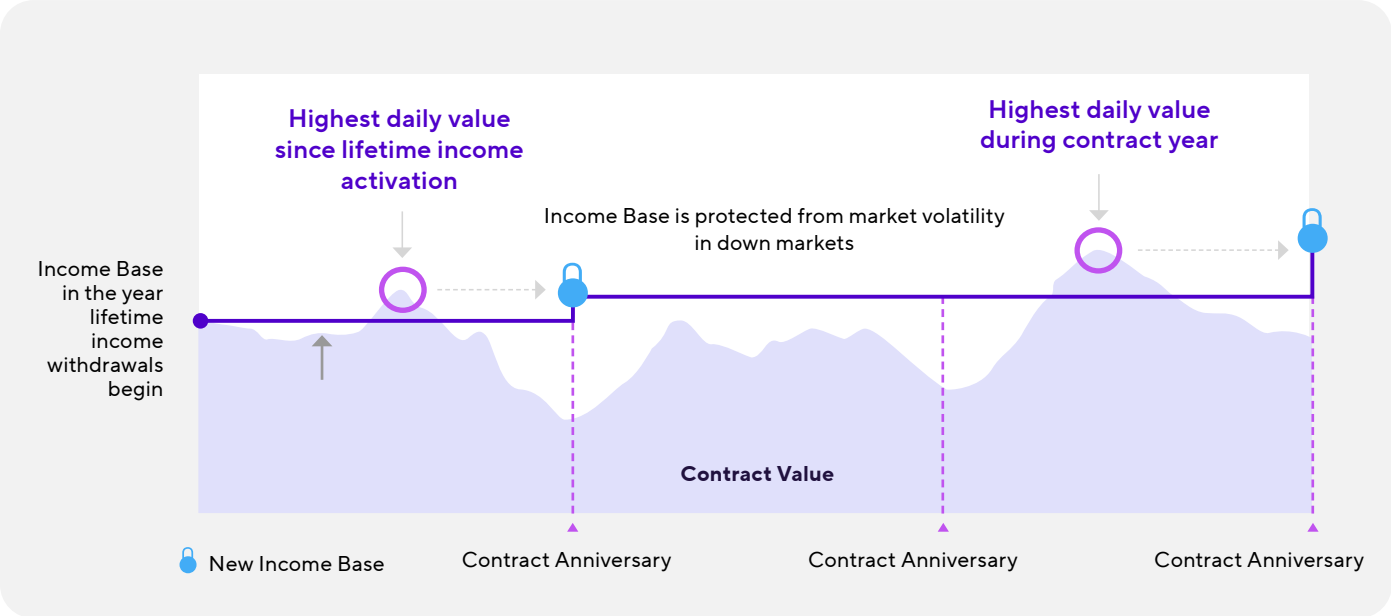 Highest daily value
since lifetime income
activation
Highest daily value
during contract year
Income Base is protected from market volatility
in down markets
Income Base
in the year
lifetime
income
withdrawals
begin
Contract Value
New Income Base
Contract Anniversary
Contract Anniversary
Contract Anniversary